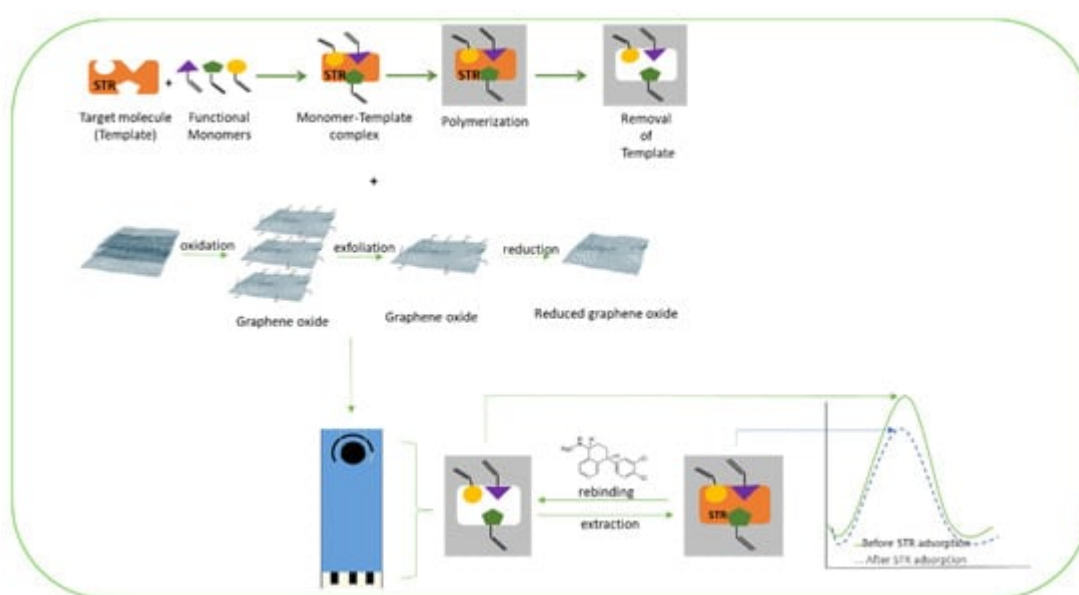 STR
+
STR
STR
Target molecule
(Template)
Functional
Monomers
Monomer-Template
complex
Polymerization
Removal
of
Template
+
oxidation
exfoliation
reduction
Graphene oxide
Graphene oxide
Reduced graphene oxide
rebinding
STR
extraction
Before STR adsorption
After STR adsorption